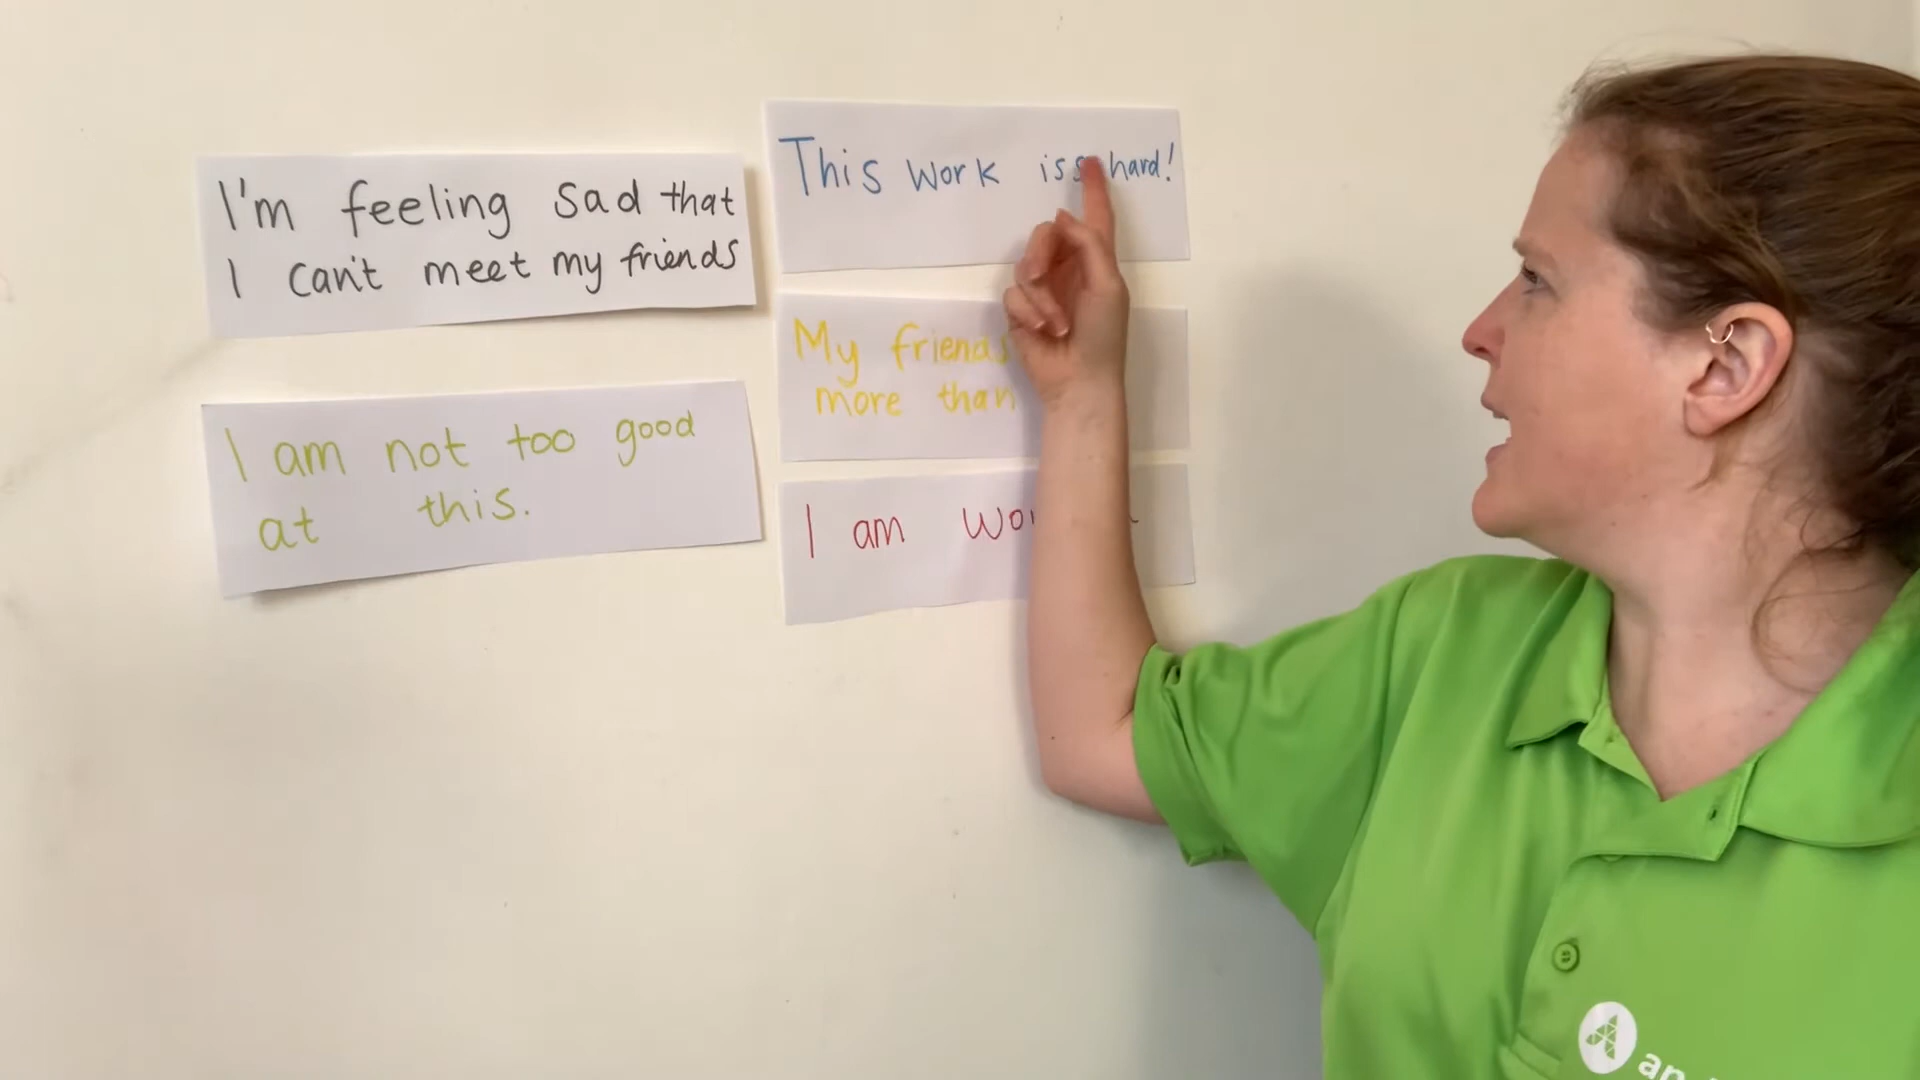 I'm feeling sad that
I can't meet my friends
I am not too good
at this.
This work is hard!
My friends
more than
I am